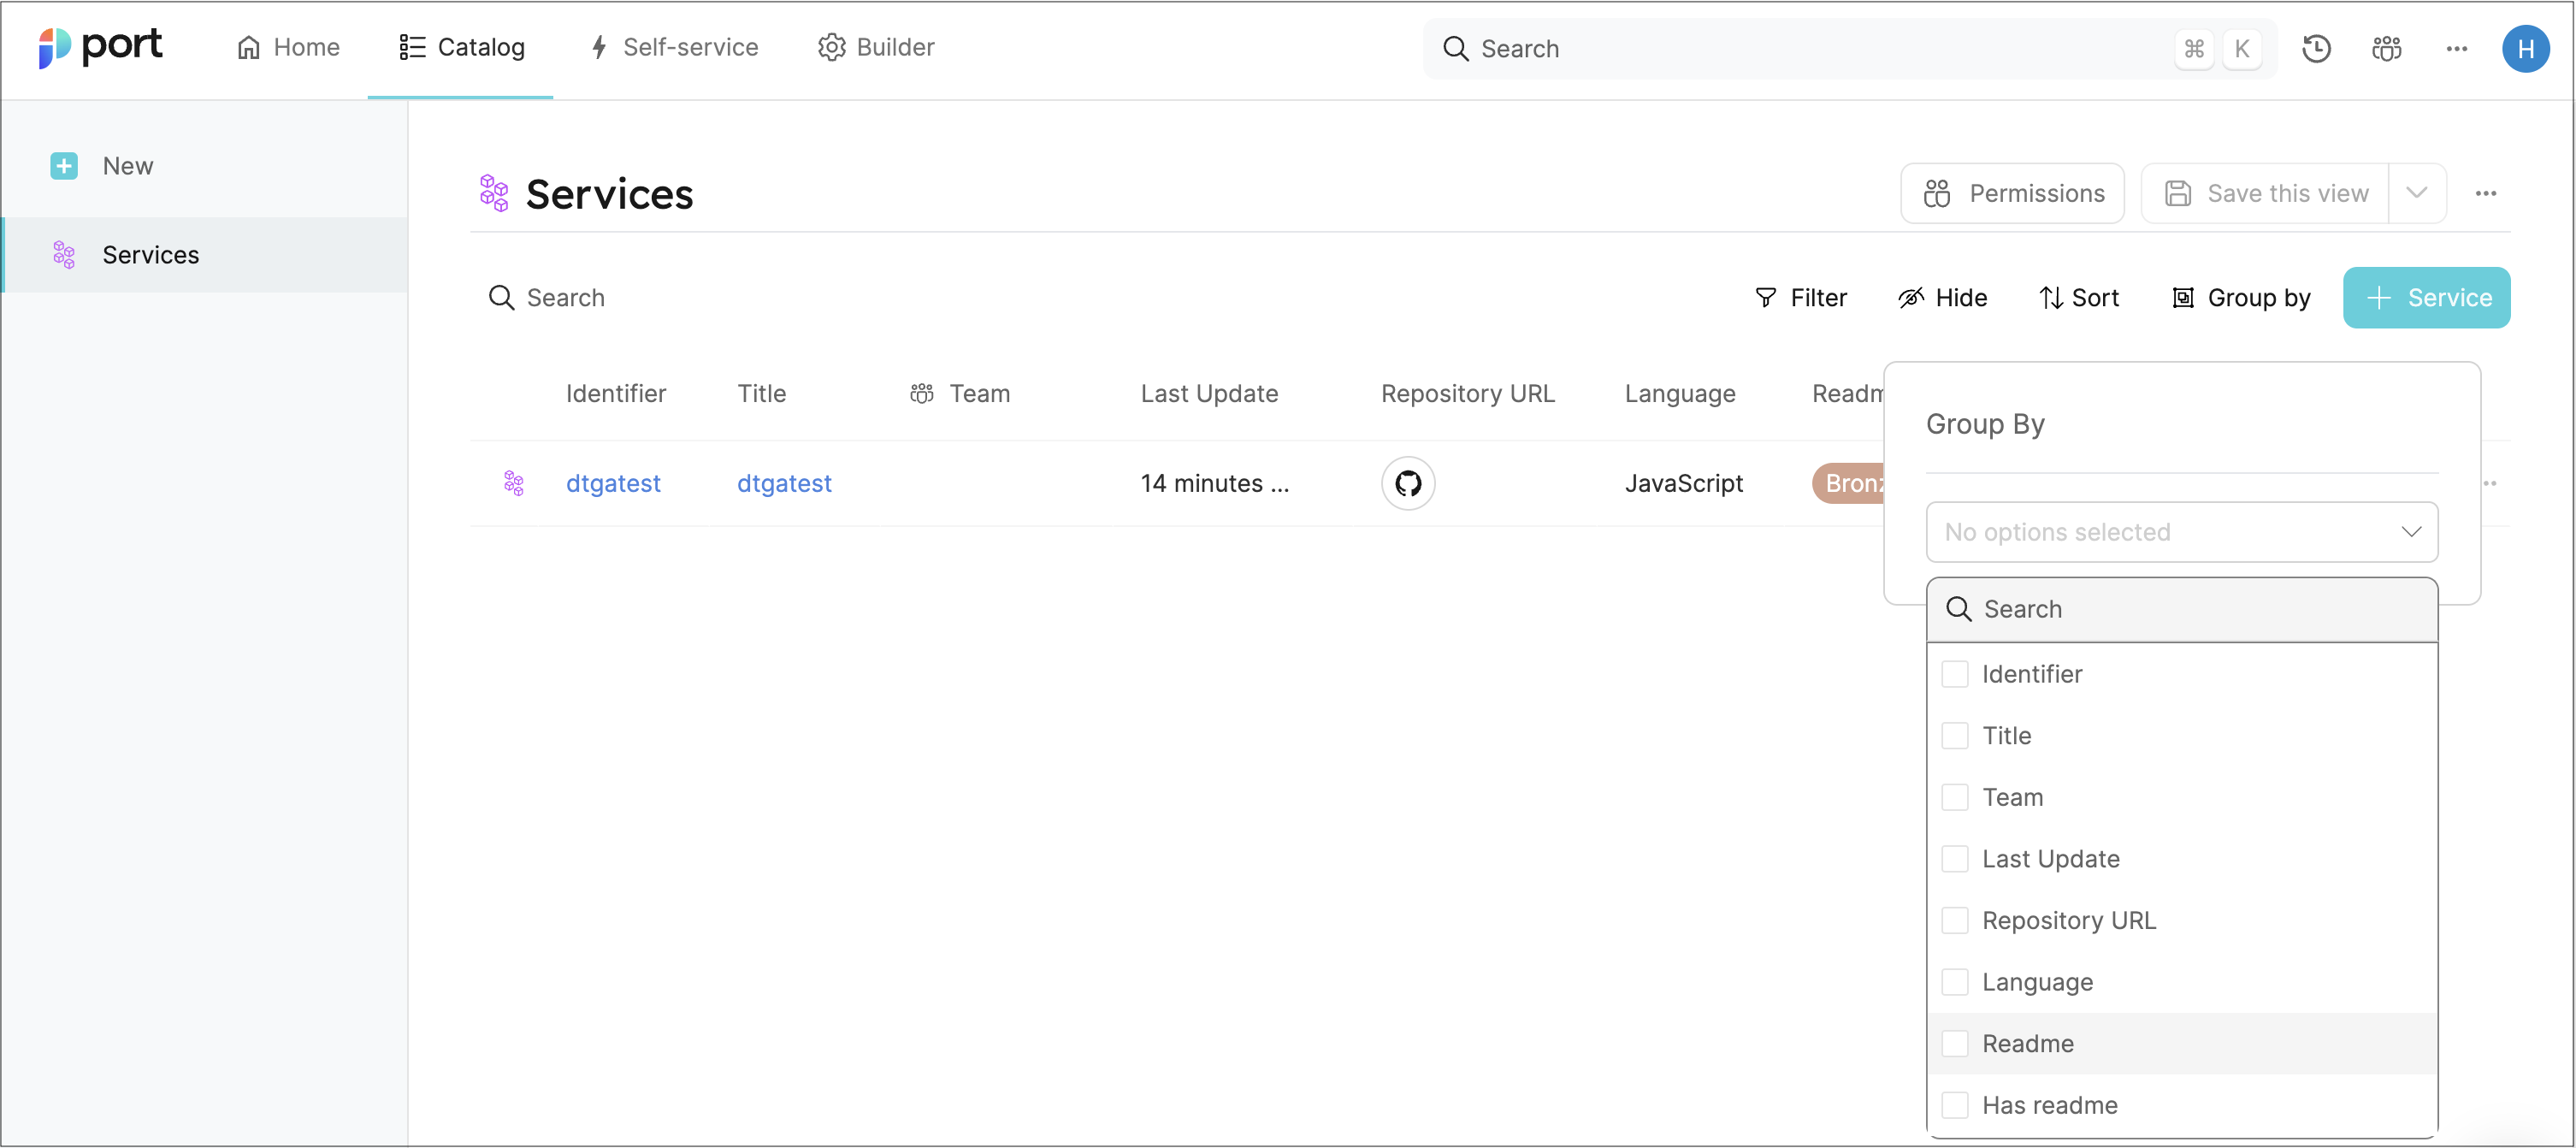 port
Home
Catalog
Self-service
Builder
Search
⌘ K
H
New
Services
Services
Permissions
Save this view
Search
Filter
Hide
Sort
Group by
+ Service
Identifier Title Team Last Update Repository URL Language Readm
dtgatest dtgatest 14 minutes ... JavaScript Bronz
Group By
No options selected
Search
Identifier
Title
Team
Last Update
Repository URL
Language
Readme
Has readme